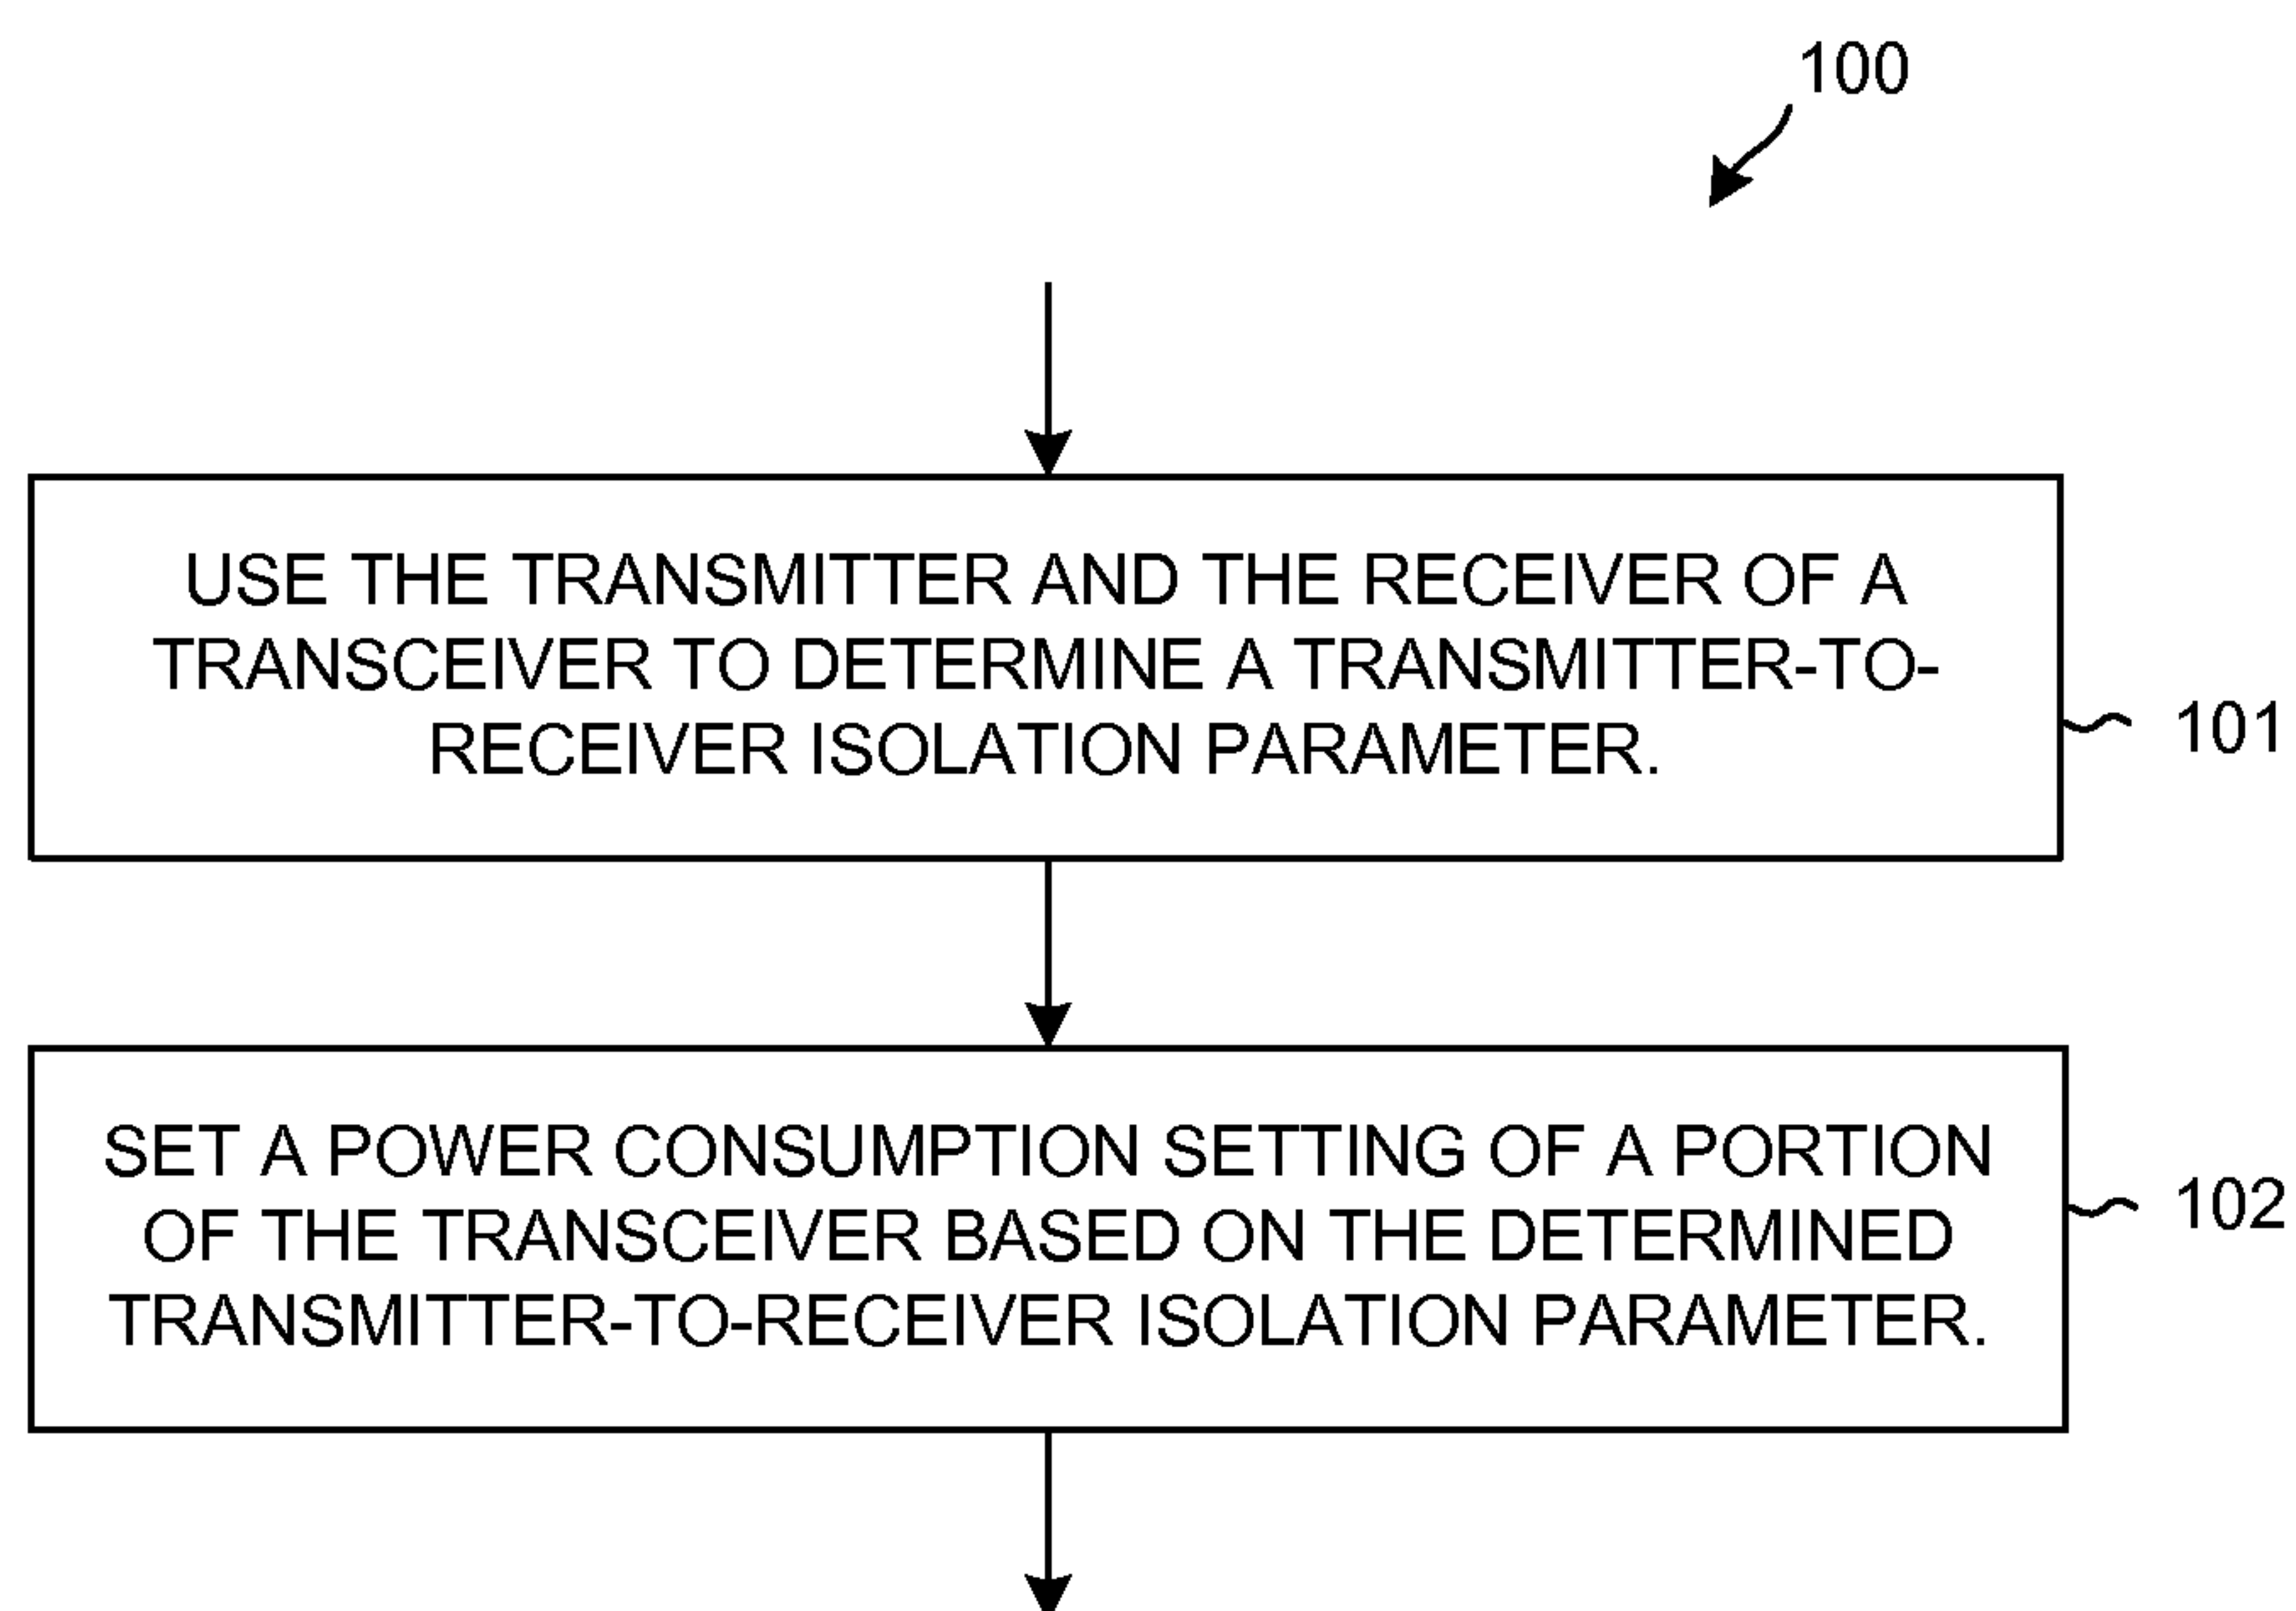 100
USE THE TRANSMITTER AND THE RECEIVER OF A
TRANSCEIVER TO DETERMINE A TRANSMITTER-TO-
RECEIVER ISOLATION PARAMETER.
101
SET A POWER CONSUMPTION SETTING OF A PORTION
OF THE TRANSCEIVER BASED ON THE DETERMINED
TRANSMITTER-TO-RECEIVER ISOLATION PARAMETER.
102